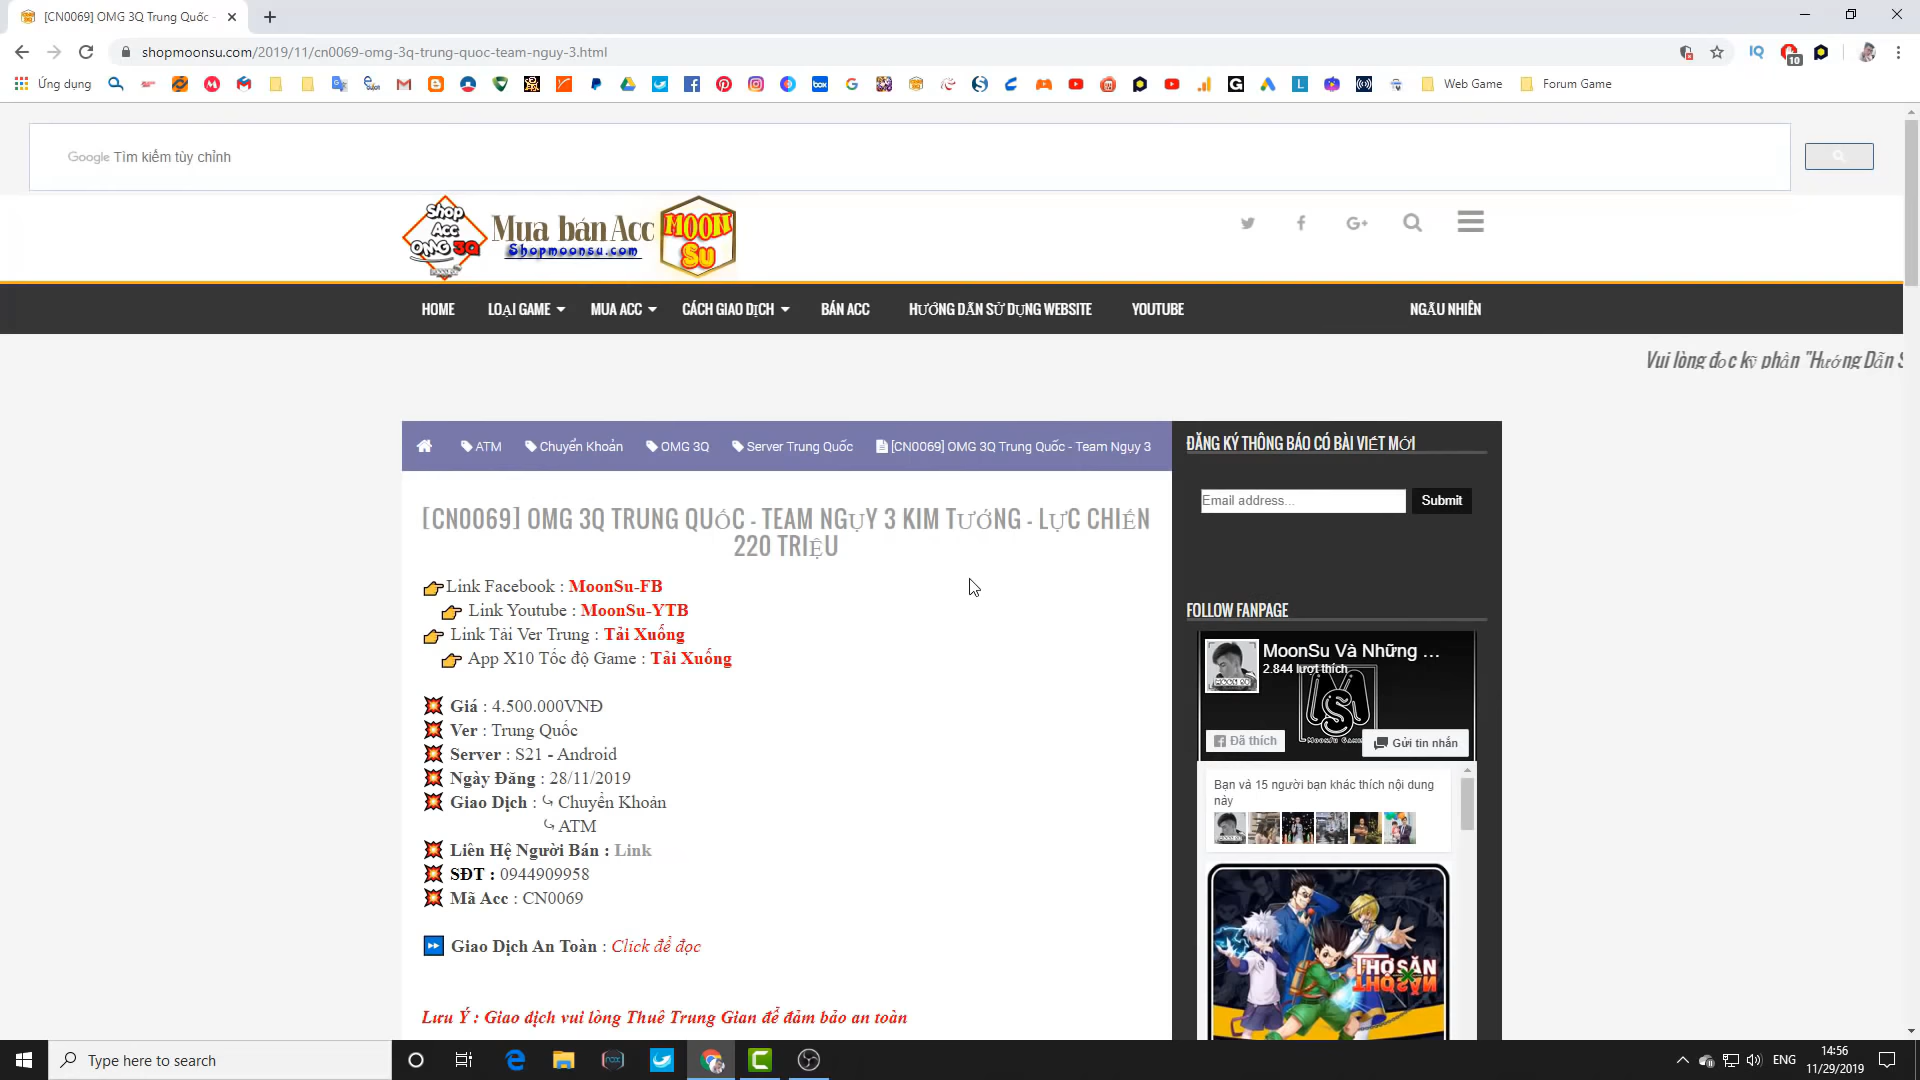 [CN0069] OMG 3Q Trung Quốc -
shopmoonsu.com/2019/11/cn0069-omg-3q-trung-quoc-team-nguy-3.html
10
Ứng dụng
Web Game
Forum Game
Google Tìm kiếm tùy chỉnh
Shop Acc OMG 3Q
Mua bán Acc
Shopmoonsu.com
MOON Su
HOME LOẠI GAME MUA ACC CÁCH GIAO DỊCH BÁN ACC HƯỚNG DẪN SỬ DỤNG WEBSITE YOUTUBE NGẪU NHIÊN
Vui lòng đọc kỹ phần "Hướng Dẫn S
ATM Chuyển Khoản OMG 3Q Server Trung Quốc [CN0069] OMG 3Q Trung Quốc - Team Ngụy 3
[CN0069] OMG 3Q TRUNG QUỐC - TEAM NGỤY 3 KIM TƯỚNG - LỰC CHIẾN
220 TRIỆU
Link Facebook : MoonSu-FB
Link Youtube : MoonSu-YTB
Link Tải Ver Trung : Tải Xuống
App X10 Tốc độ Game : Tải Xuống
Giá : 4.500.000VNĐ
Ver : Trung Quốc
Server : S21 - Android
Ngày Đăng : 28/11/2019
Giao Dịch : ⤷ Chuyển Khoản
⤷ ATM
Liên Hệ Người Bán : Link
SĐT : 0944909958
Mã Acc : CN0069
Giao Dịch An Toàn : Click để đọc
Lưu Ý : Giao dịch vui lòng Thuê Trung Gian để đảm bảo an toàn
ĐĂNG KÝ THÔNG BÁO CÓ BÀI VIẾT MỚI
Email address... Submit
FOLLOW FANPAGE
MoonSu Và Những ...
2.844 lượt thích
Đã thích
Gửi tin nhắn
Bạn và 15 người bạn khác thích nội dung
này
THỢ SĂN
Type here to search
ENG
14:56
11/29/2019